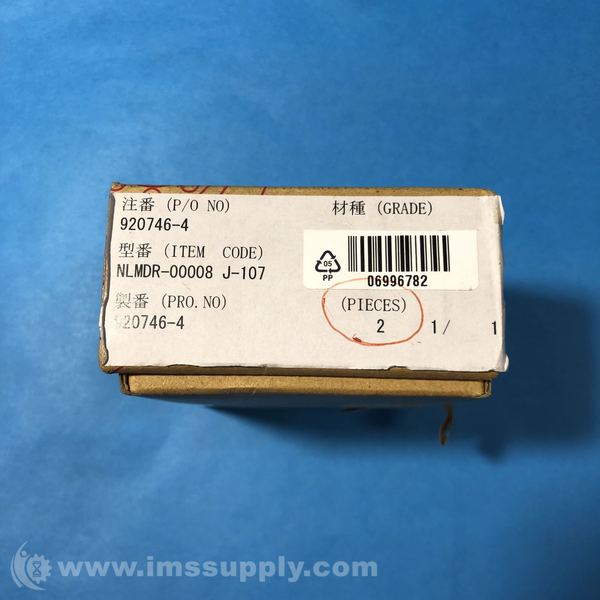 注番 (P/O NO)
材種 (GRADE)
920746-4
型番 (ITEM CODE)
NLMDR-00008 J-107
05
PP
06996782
製番 (PRO.NO)
(PIECES)
920746-4
2 1/ 1
www.imssupply.com